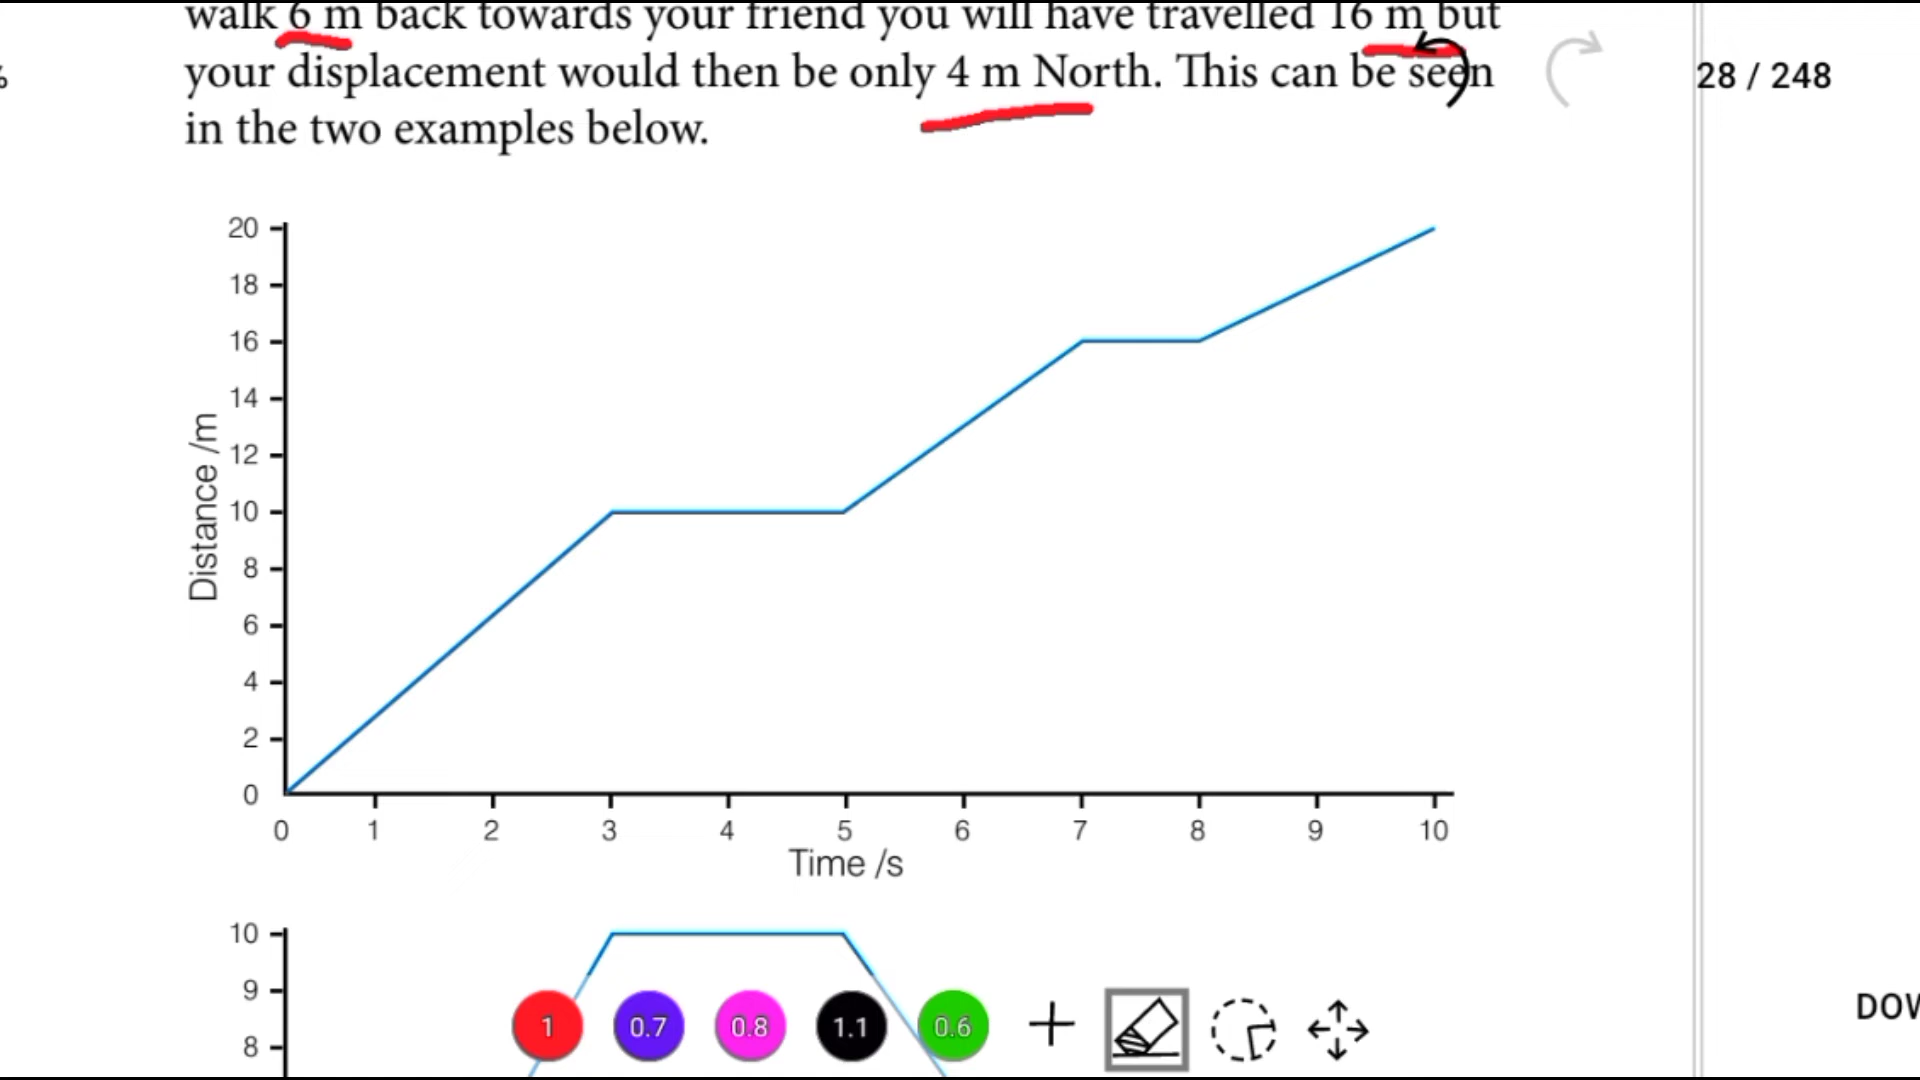 walk 6 m back towards your friend you will have travelled 16 m but
your displacement would then be only 4 m North. This can be seen
in the two examples below.
28 / 248
20
18
16
14
12
10
8
6
4
2
0
Distance /m
0 1 2 3 4 5 6 7 8 9 10
Time /s
10
9
8
1 0.7 0.8 1.1 0.6